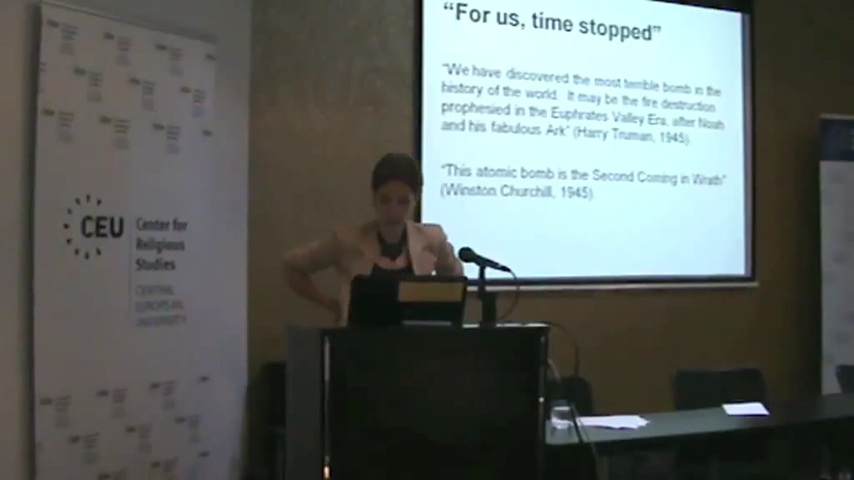 “For us, time stopped”
“We have discovered the most terrible bomb in the
history of the world. It may be the fire destruction
prophesied in the Euphrates Valley Era, after Noah
and his fabulous Ark” (Harry Truman, 1945).
“This atomic bomb is the Second Coming in Wrath”
(Winston Churchill, 1945).
CEU
Center for
Religious
Studies
CENTRAL
EUROPEAN
UNIVERSITY